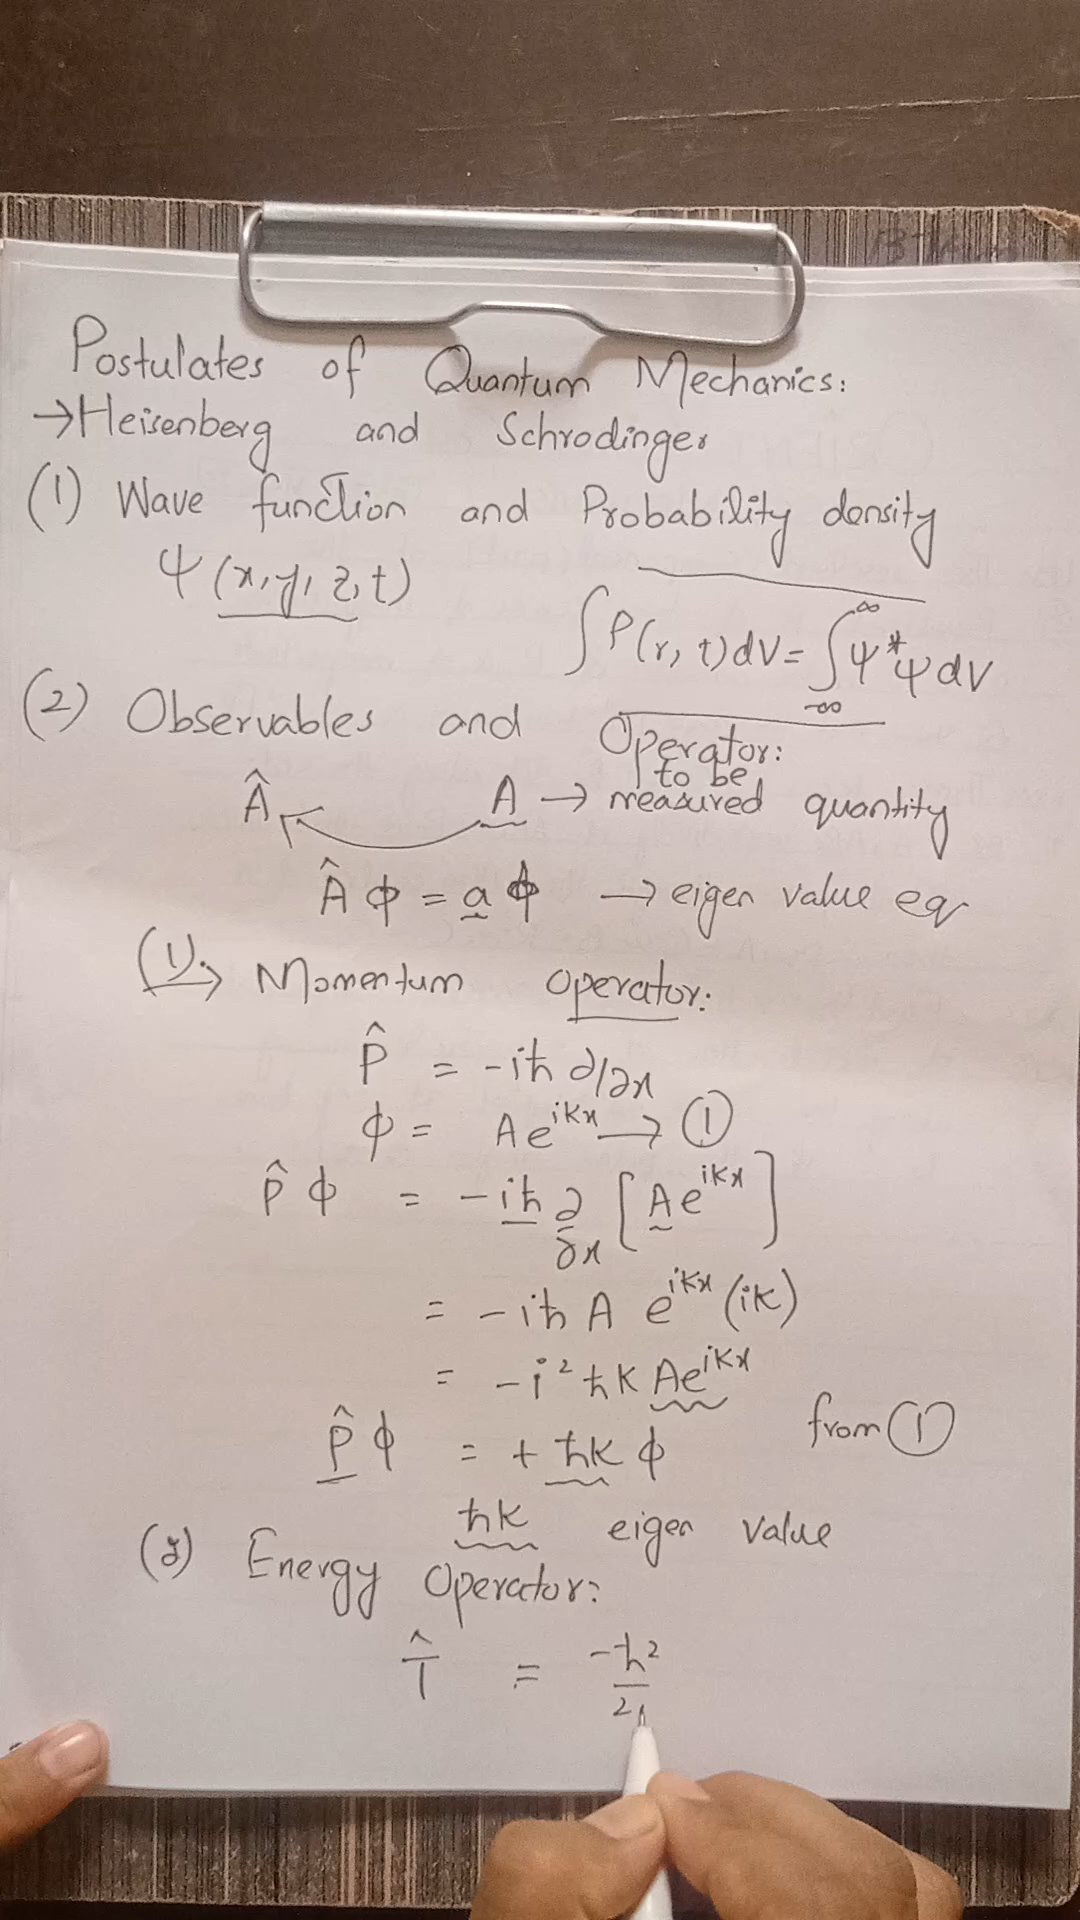 Postulates of Quantum Mechanics:
→Heisenberg and Schrodinger
(1) Wave function and Probability density
Ψ (x, y, z, t)
∫P(r, t)dV = ∫_{-∞}^{∞} Ψ*Ψ dV
(2) Observables and Operator:
Â A → to be measured quantity
Âϕ = aϕ → eigen value eq
(1)→ Momentum operator:
P̂ = -iħ ∂/∂x
ϕ = Ae^{ikx} → ①
P̂ϕ = -iħ ∂/∂x [Ae^{ikx}]
= -iħ A e^{ikx} (ik)
= -i²ħk Ae^{ikx}
P̂ϕ = +ħkϕ from ①
ħk eigen value
Energy Operator:
T̂ = -ħ²/2